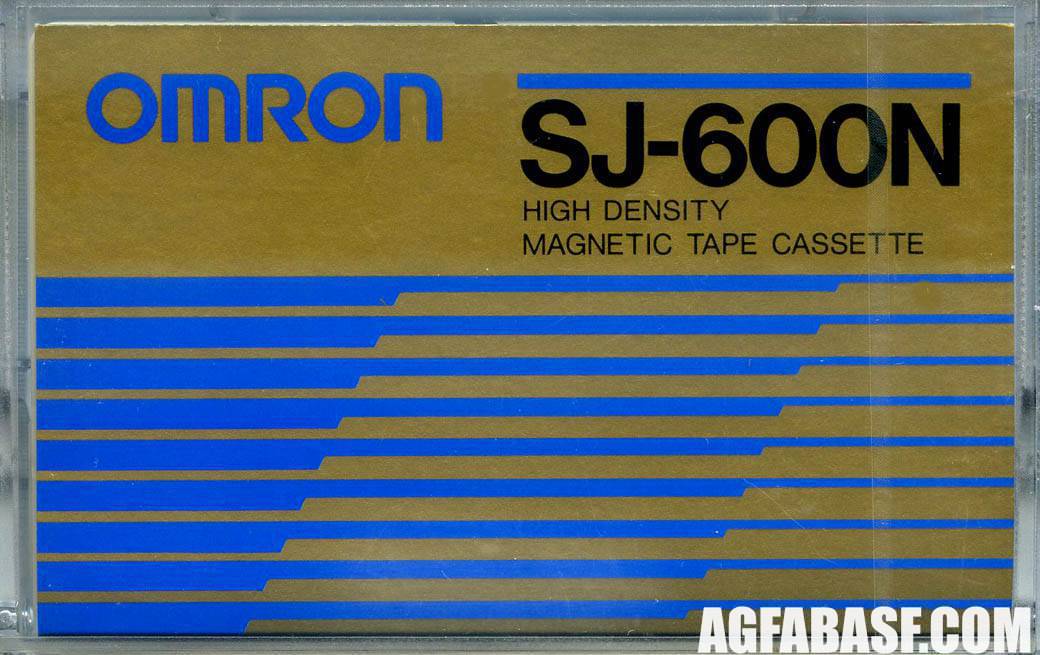 OMRON
SJ-600N
HIGH DENSITY
MAGNETIC TAPE CASSETTE
AGFABASF.COM